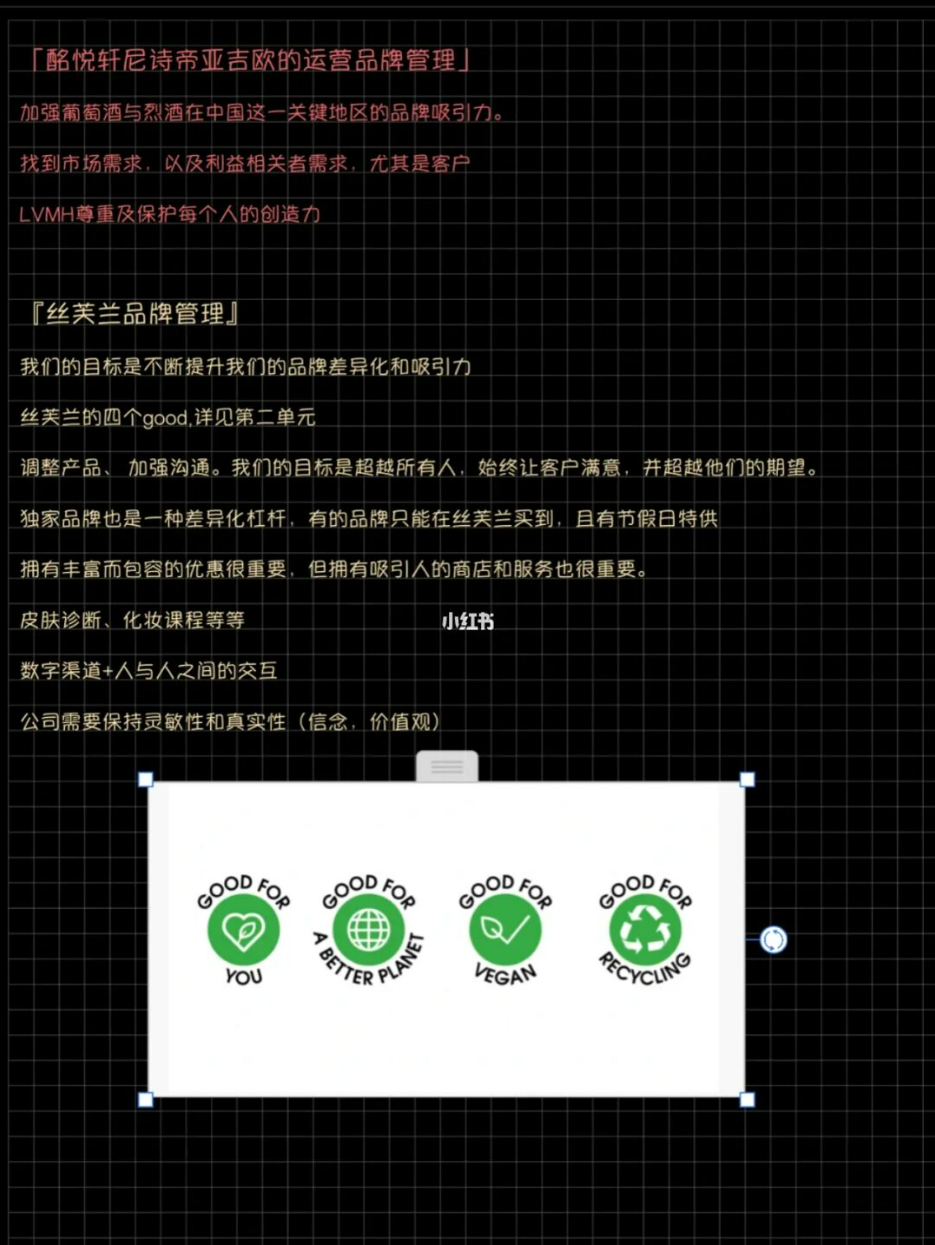 「酩悦轩尼诗帝亚吉欧的运营品牌管理」
加强葡萄酒与烈酒在中国这一关键地区的品牌吸引力。
找到市场需求，以及利益相关者需求，尤其是客户
LVMH尊重及保护每个人的创造力
『丝芙兰品牌管理』
我们的目标是不断提升我们的品牌差异化和吸引力
丝芙兰的四个good,详见第二单元
调整产品、 加强沟通。我们的目标是超越所有人，始终让客户满意，并超越他们的期望。
独家品牌也是一种差异化杠杆，有的品牌只能在丝芙兰买到，且有节假日特供
拥有丰富而包容的优惠很重要，但拥有吸引人的商店和服务也很重要。
皮肤诊断、化妆课程等等
小红书
数字渠道+人与人之间的交互
公司需要保持灵敏性和真实性（信念，价值观）
GOOD FOR YOU
GOOD FOR A BETTER PLANET
GOOD FOR VEGAN
GOOD FOR RECYCLING